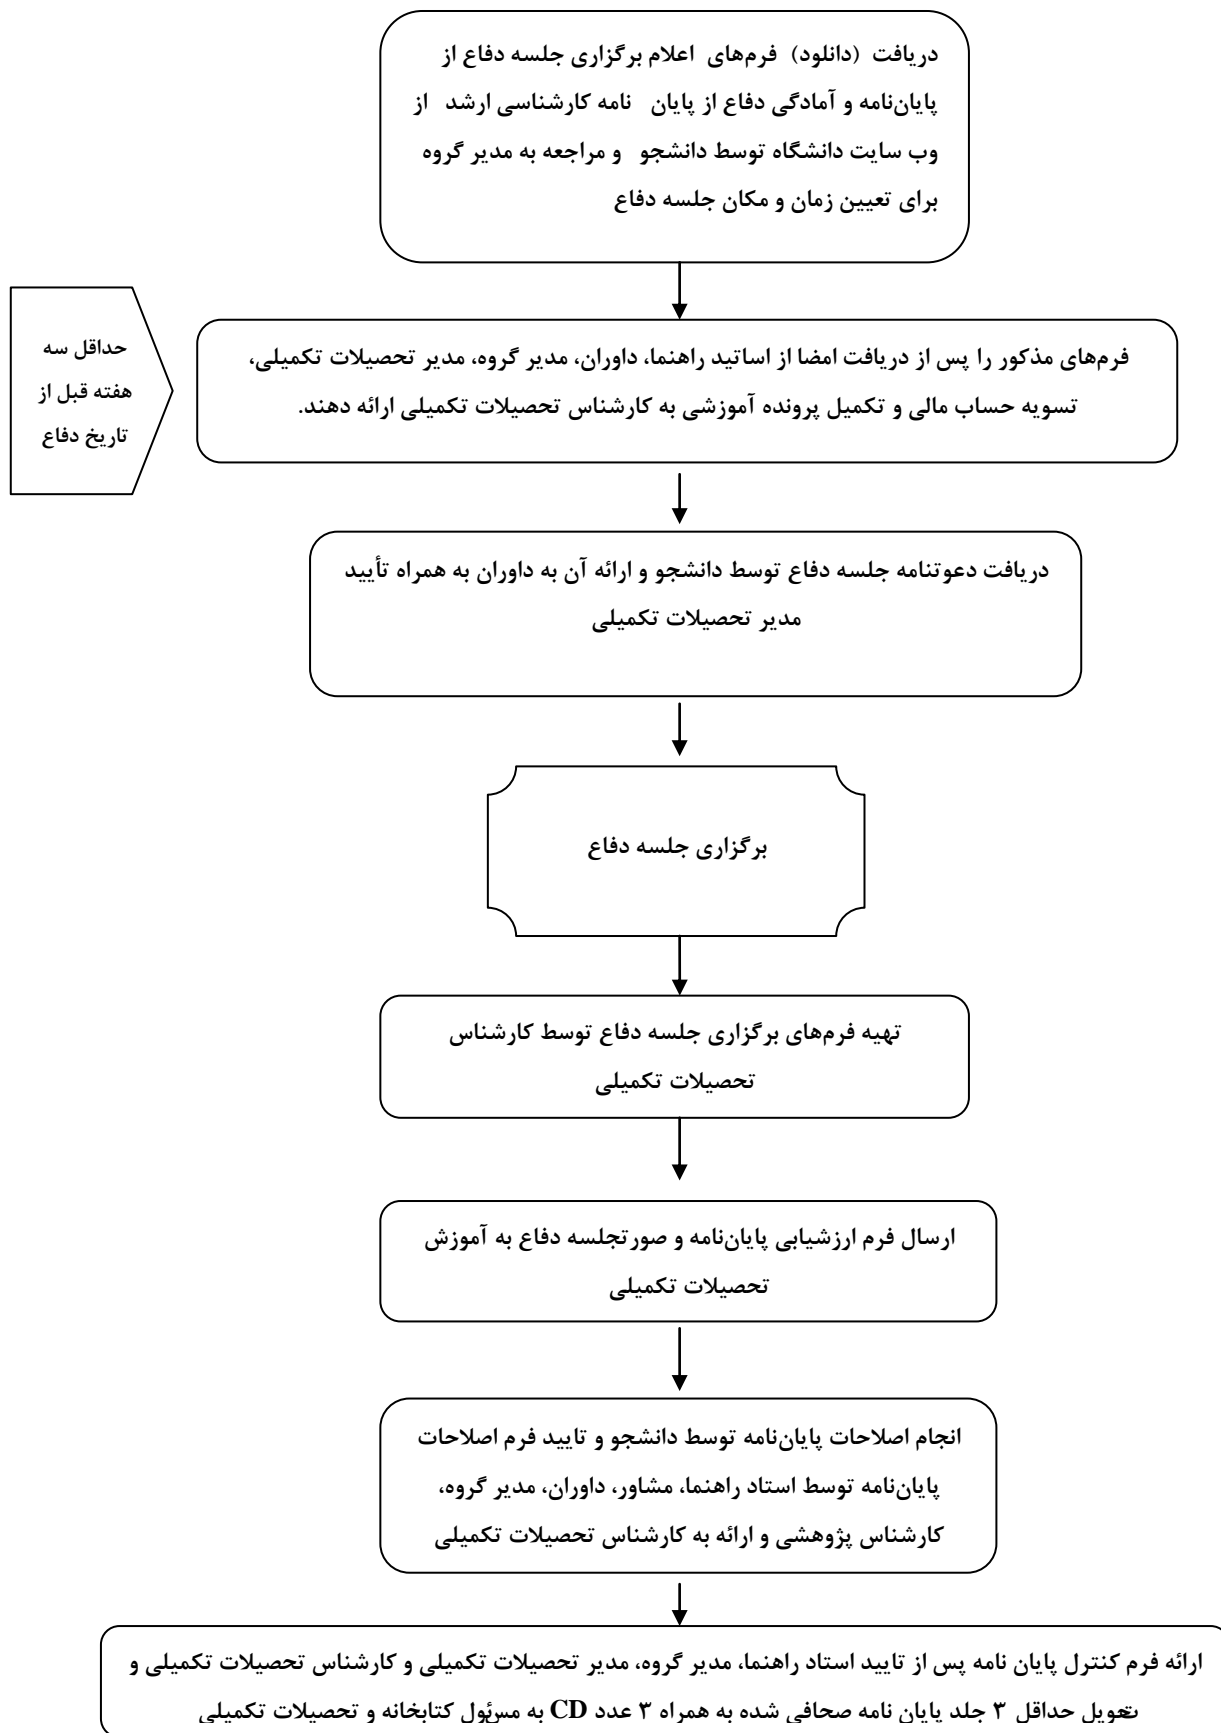 دریافت (دانلود) فرم‌های اعلام برگزاری جلسه دفاع از
پایان‌نامه و آمادگی دفاع از پایان نامه کارشناسی ارشد از
وب سایت دانشگاه توسط دانشجو و مراجعه به مدیر گروه
برای تعیین زمان و مکان جلسه دفاع
حداقل سه
هفته قبل از
تاریخ دفاع
فرم‌های مذکور را پس از دریافت امضا از اساتید راهنما، داوران، مدیر گروه، مدیر تحصیلات تکمیلی،
تسویه حساب مالی و تکمیل پرونده آموزشی به کارشناس تحصیلات تکمیلی ارائه دهند.
دریافت دعوتنامه جلسه دفاع توسط دانشجو و ارائه آن به داوران به همراه تأیید
مدیر تحصیلات تکمیلی
برگزاری جلسه دفاع
تهیه فرم‌های برگزاری جلسه دفاع توسط کارشناس
تحصیلات تکمیلی
ارسال فرم ارزشیابی پایان‌نامه و صورتجلسه دفاع به آموزش
تحصیلات تکمیلی
انجام اصلاحات پایان‌نامه توسط دانشجو و تایید فرم اصلاحات
پایان‌نامه توسط استاد راهنما، مشاور، داوران، مدیر گروه،
کارشناس پژوهشی و ارائه به کارشناس تحصیلات تکمیلی
ارائه فرم کنترل پایان نامه پس از تایید استاد راهنما، مدیر گروه، مدیر تحصیلات تکمیلی و کارشناس تحصیلات تکمیلی و
تحویل حداقل ۳ جلد پایان نامه صحافی شده به همراه ۳ عدد CD به مسئول کتابخانه و تحصیلات تکمیلی